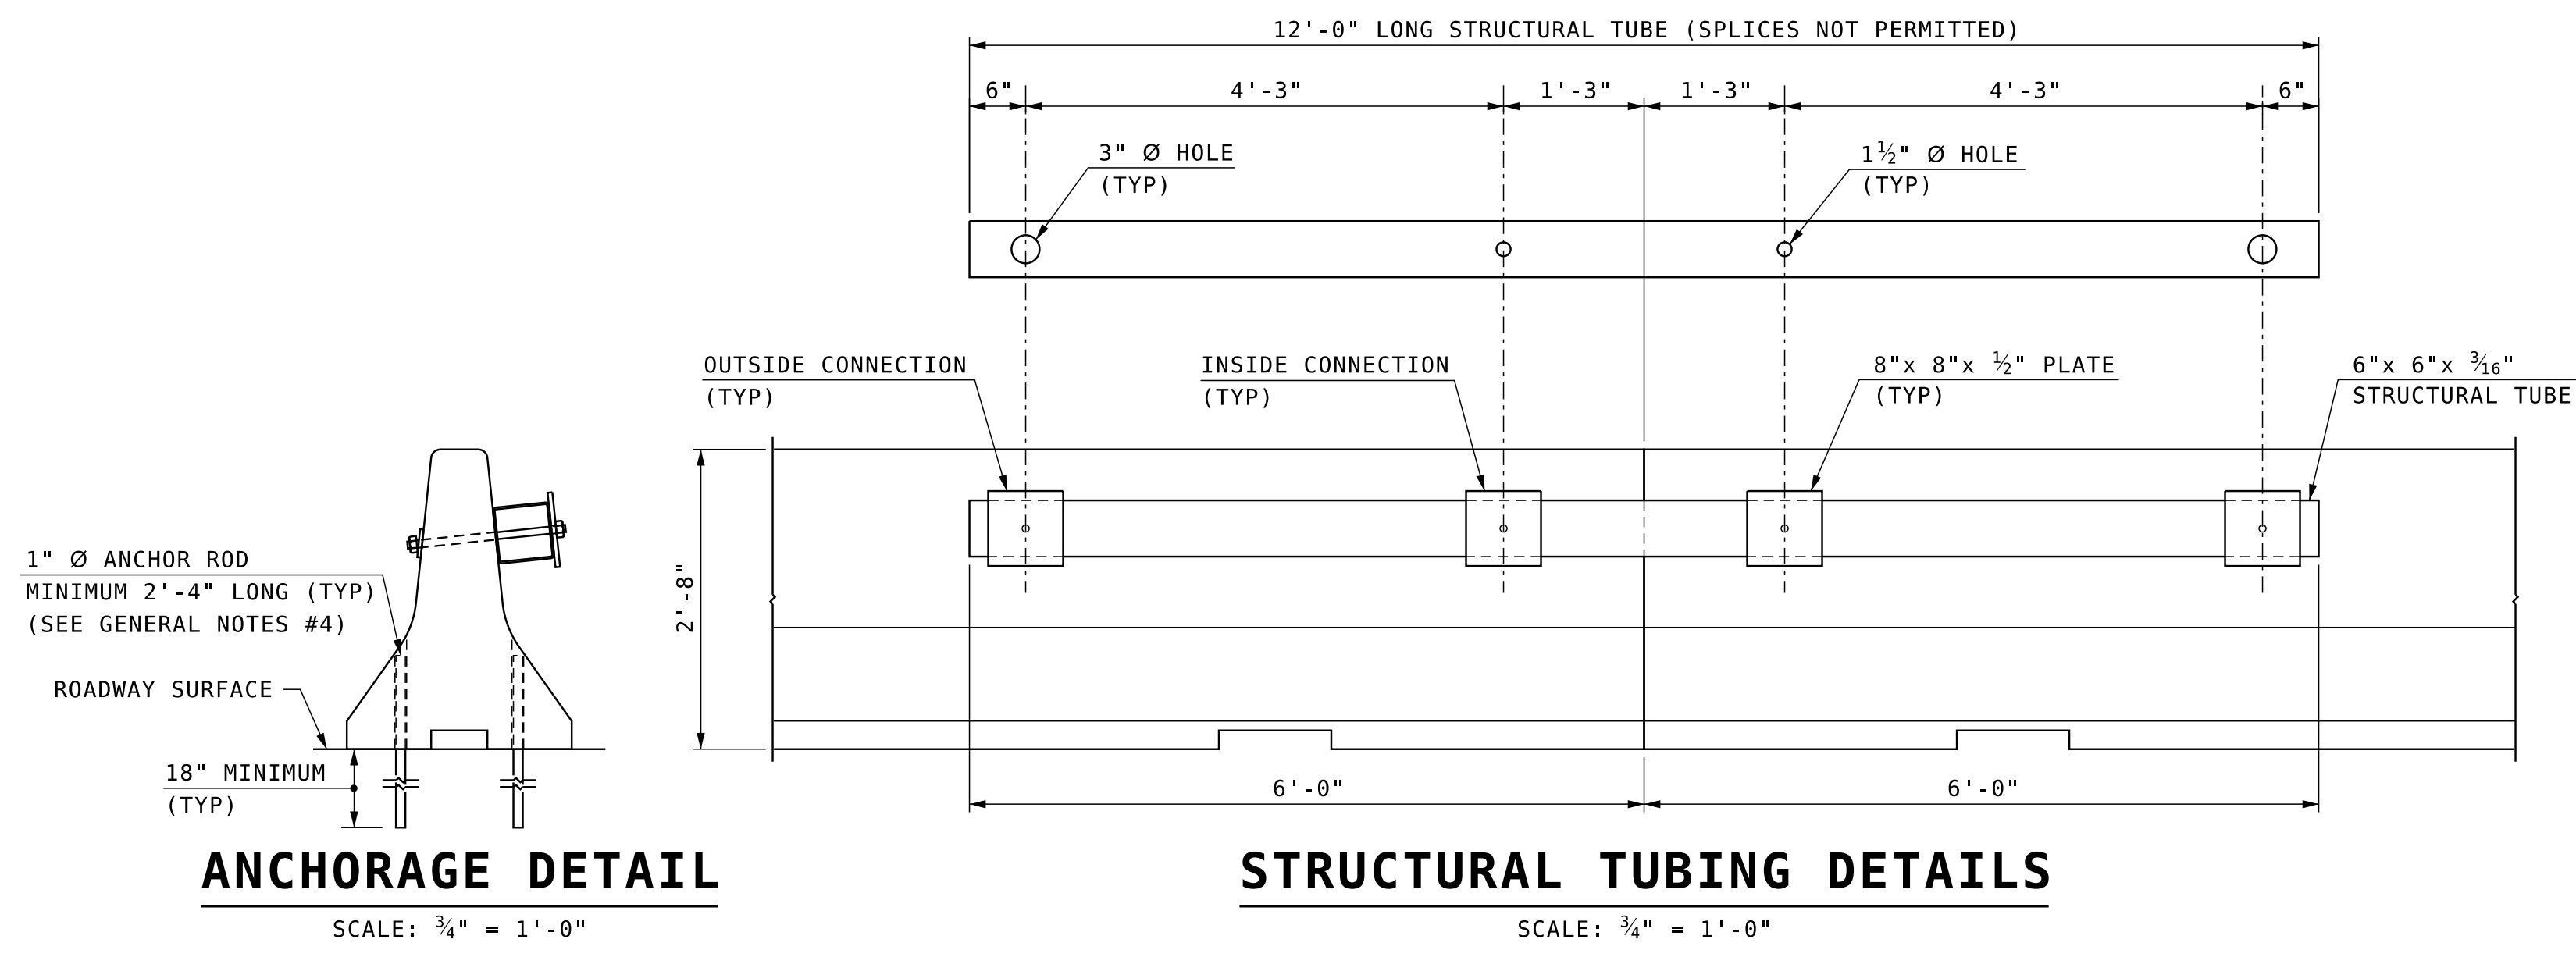 12'-0" LONG STRUCTURAL TUBE (SPLICES NOT PERMITTED)
6" 4'-3" 1'-3" 1'-3" 4'-3" 6"
3" Ø HOLE
(TYP)
1½" Ø HOLE
(TYP)
OUTSIDE CONNECTION
(TYP)
INSIDE CONNECTION
(TYP)
8"x 8"x ½" PLATE
(TYP)
6"x 6"x 3⁄16"
STRUCTURAL TUBE
1" Ø ANCHOR ROD
MINIMUM 2'-4" LONG (TYP)
(SEE GENERAL NOTES #4)
ROADWAY SURFACE
18" MINIMUM
(TYP)
2'-8"
6'-0" 6'-0"
ANCHORAGE DETAIL
SCALE: ¾" = 1'-0"
STRUCTURAL TUBING DETAILS
SCALE: ¾" = 1'-0"